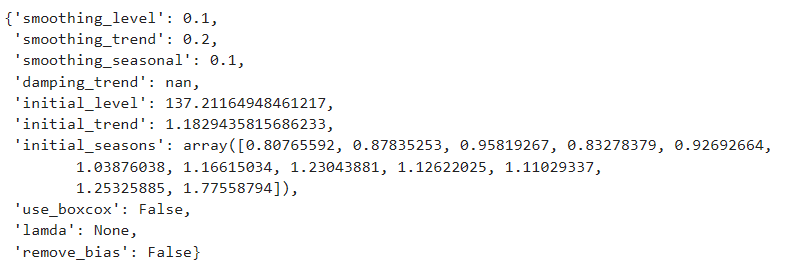 {'smoothing_level': 0.1,
 'smoothing_trend': 0.2,
 'smoothing_seasonal': 0.1,
 'damping_trend': nan,
 'initial_level': 137.21164948461217,
 'initial_trend': 1.1829435815686233,
 'initial_seasons': array([0.80765592, 0.87835253, 0.95819267, 0.83278379, 0.92692664,
        1.03876038, 1.16615034, 1.23043881, 1.12622025, 1.11029337,
        1.25325885, 1.77558794]),
 'use_boxcox': False,
 'lamda': None,
 'remove_bias': False}